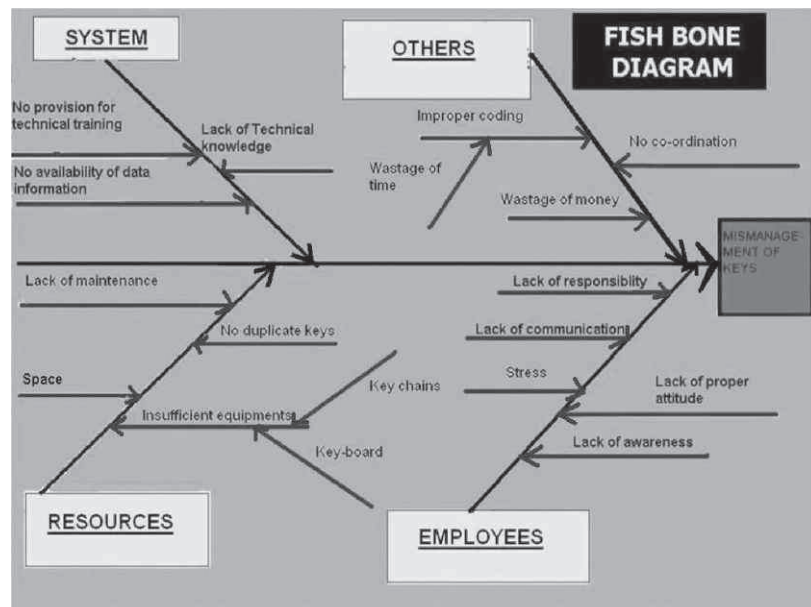 SYSTEM
OTHERS
FISH BONE
DIAGRAM
No provision for
technical training
Lack of Technical
knowledge
No availability of data
information
Improper coding
Wastage of
time
No co-ordination
Wastage of money
MISMANAGE-
MENT OF
KEYS
Lack of maintenance
No duplicate keys
Space
Insufficient equipments
Key chains
Key-board
Lack of responsiblity
Lack of communication
Stress
Lack of proper
attitude
Lack of awareness
RESOURCES
EMPLOYEES